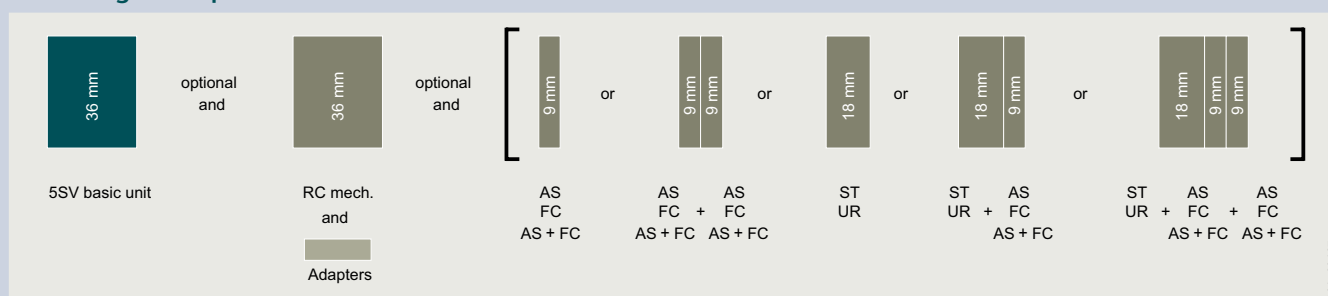 36 mm
optional
and
36 mm
optional
and
9 mm
or
9 mm 9 mm
or
18 mm
or
18 mm 9 mm
or
18 mm 9 mm 9 mm
5SV basic unit
RC mech.
and
Adapters
AS
FC
AS + FC
AS AS
FC + FC
AS + FC AS + FC
ST
UR
ST AS
UR + FC
AS + FC
ST AS AS
UR + FC + FC
AS + FC AS + FC